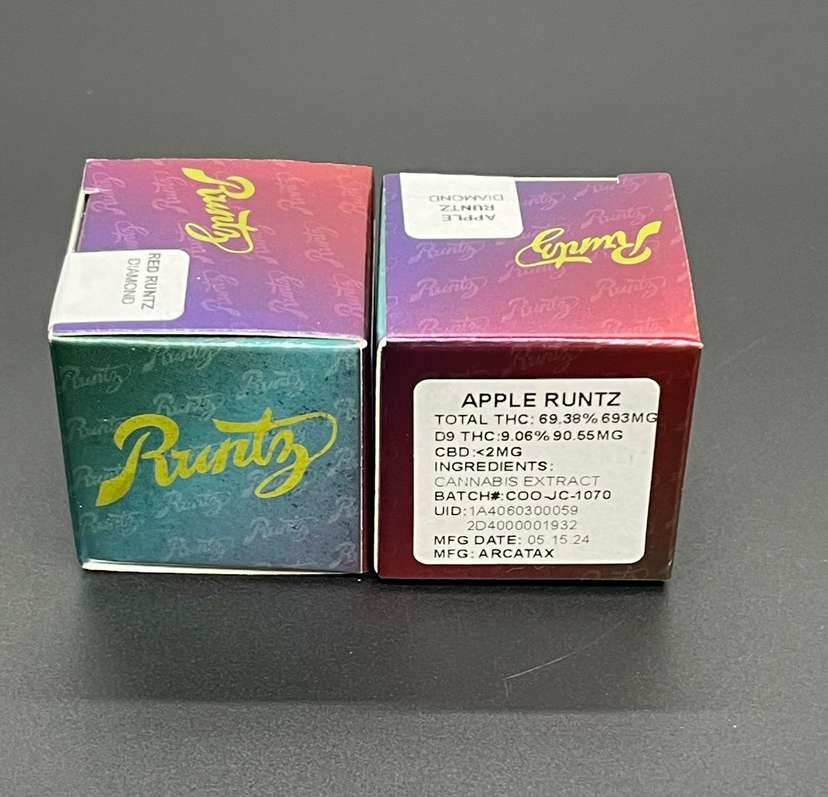 Runtz
RED RUNTZ
DIAMOND
Runtz
APPLE
RUNTZ
DIAMOND
Runtz
APPLE RUNTZ
TOTAL THC: 69.38% 693MG
D9 THC:9.06% 90.55MG
CBD:<2MG
INGREDIENTS:
CANNABIS EXTRACT
BATCH#:COO-JC-1070
UID:1A4060300059
2D4000001932
MFG DATE: 05.15.24
MFG: ARCATAX